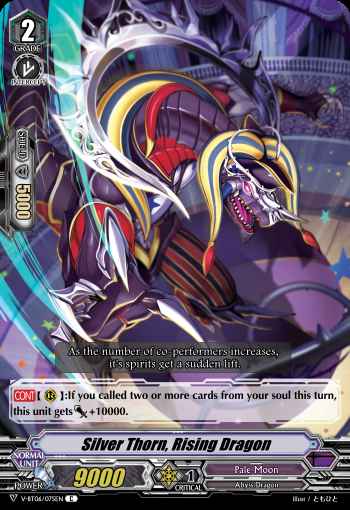 2
GRADE
INTERCEPT
SHIELD
5000
As the number of co-performers increases,
it's spirits get a sudden lift.
CONT【R】:If you called two or more cards from your soul this turn,
this unit gets +10000.
Silver Thorn, Rising Dragon
NORMAL
UNIT
POWER
9000
1
CRITICAL
Pale Moon
Abyss Dragon
V-BT06/075EN C
Illust / ともひと